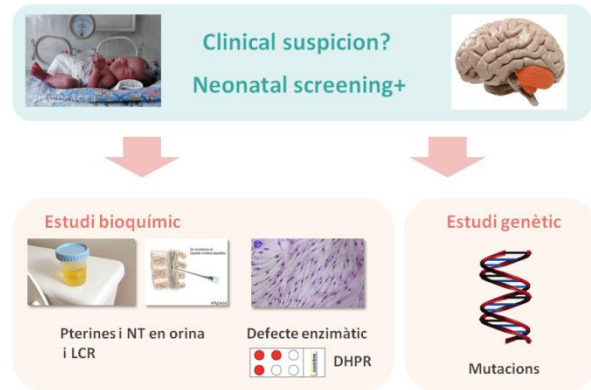 Clinical suspicion?
Neonatal screening+
Estudi bioquímic
Pterines i NT en orina
i LCR
Defecte enzimàtic
DHPR
Estudi genètic
Mutacions